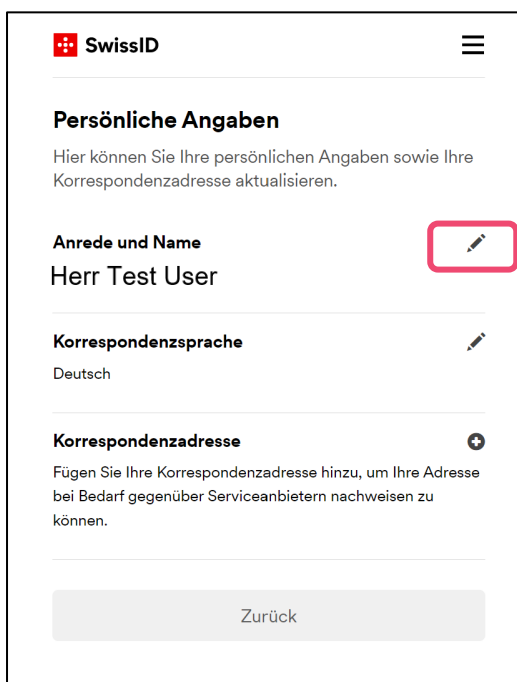 SwissID
Persönliche Angaben
Hier können Sie Ihre persönlichen Angaben sowie Ihre
Korrespondenzadresse aktualisieren.
Anrede und Name
Herr Test User
Korrespondenzsprache
Deutsch
Korrespondenzadresse
Fügen Sie Ihre Korrespondenzadresse hinzu, um Ihre Adresse
bei Bedarf gegenüber Serviceanbietern nachweisen zu
können.
Zurück